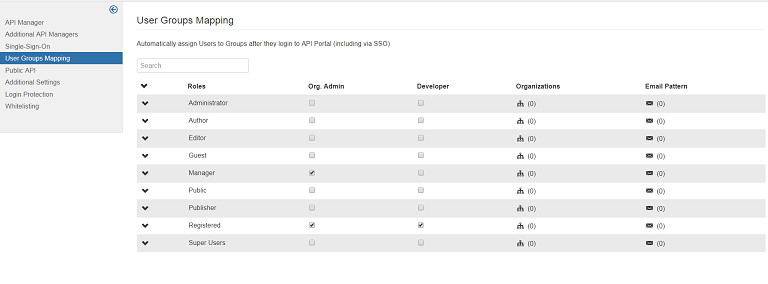 API Manager
Additional API Managers
Single-Sign-On
User Groups Mapping
Public API
Additional Settings
Login Protection
Whitelisting
User Groups Mapping
Automatically assign Users to Groups after they login to API Portal (including via SSO)
Search
Roles Org. Admin Developer Organizations Email Pattern
Administrator (0) (0)
Author (0) (0)
Editor (0) (0)
Guest (0) (0)
Manager (0) (0)
Public (0) (0)
Publisher (0) (0)
Registered (0) (0)
Super Users (0) (0)